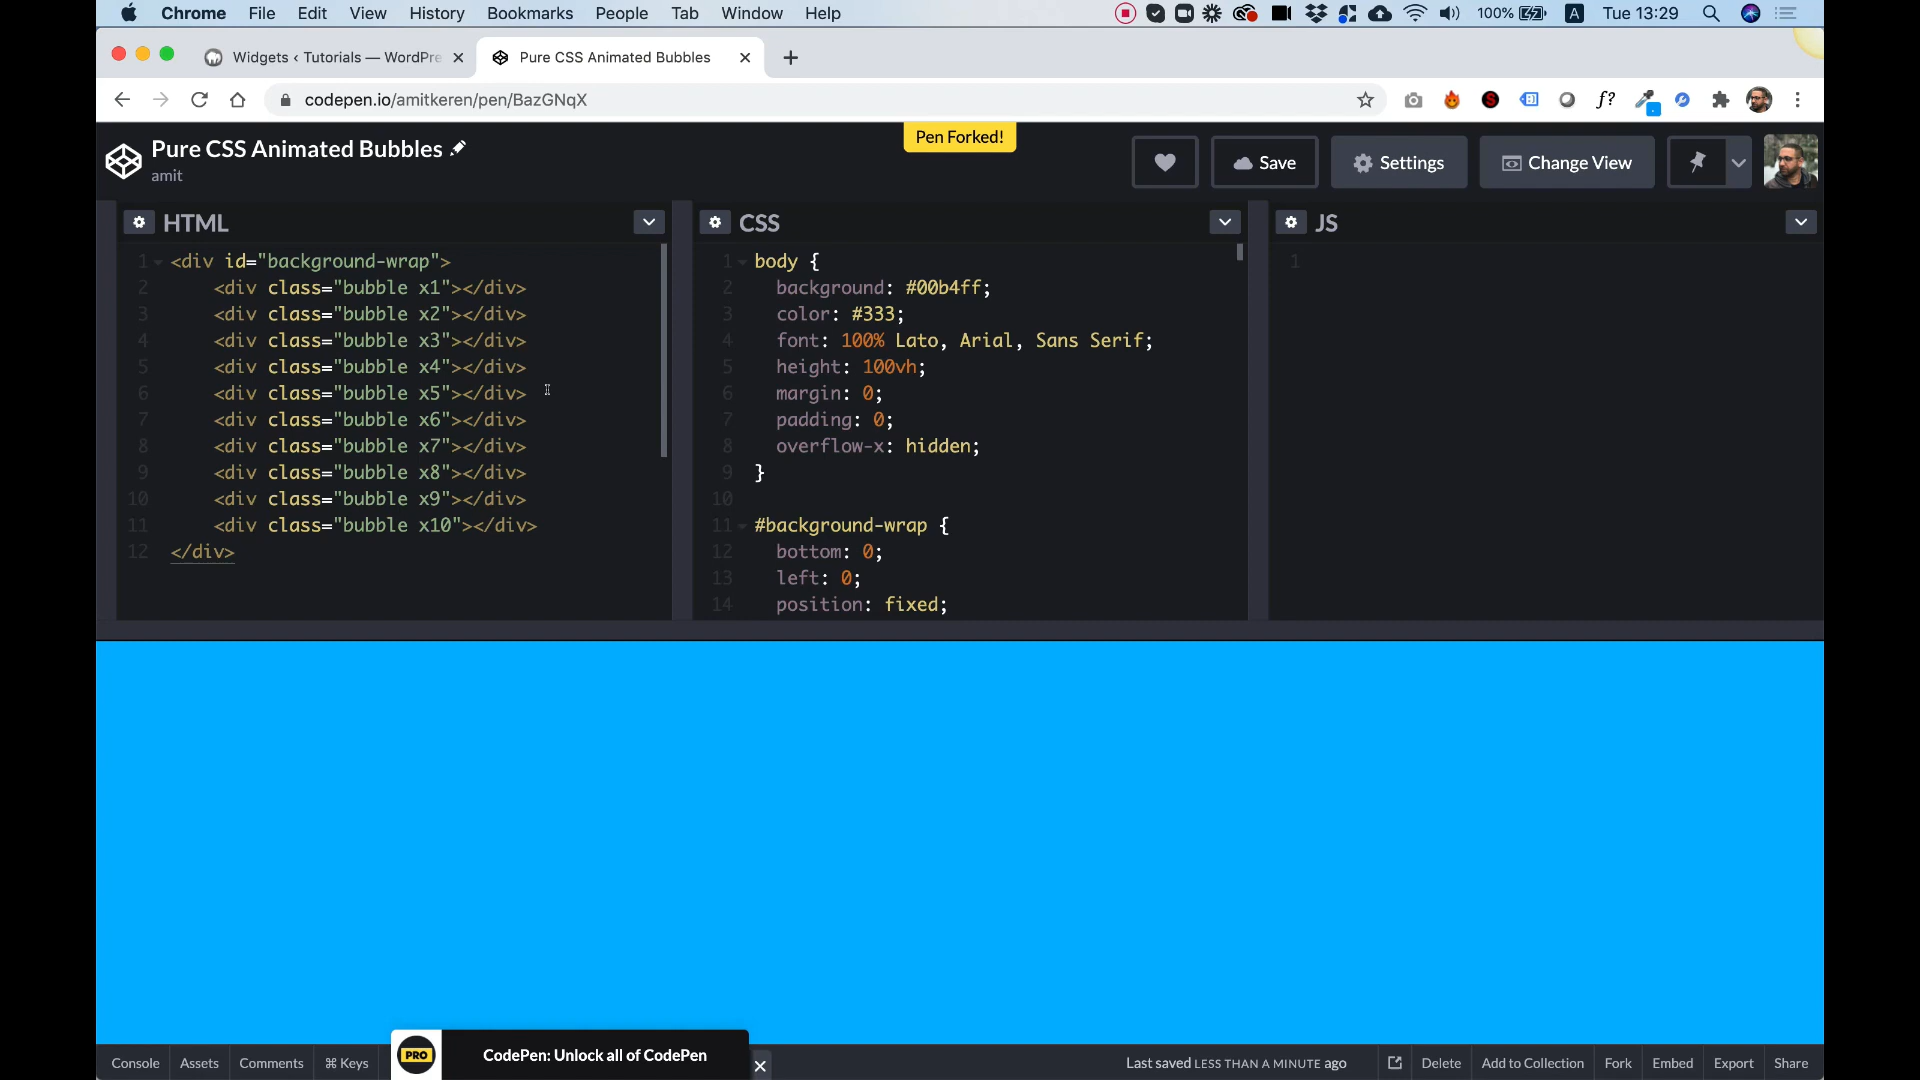 Chrome File Edit View History Bookmarks People Tab Window Help 100% A Tue 13:29
Widgets ‹ Tutorials — WordPre
Pure CSS Animated Bubbles
codepen.io/amitkeren/pen/BazGNqX
f?
Pen Forked!
Pure CSS Animated Bubbles
amit
Save
Settings
Change View
HTML
1 <div id="background-wrap">
2 <div class="bubble x1"></div>
3 <div class="bubble x2"></div>
4 <div class="bubble x3"></div>
5 <div class="bubble x4"></div>
6 <div class="bubble x5"></div>
7 <div class="bubble x6"></div>
8 <div class="bubble x7"></div>
9 <div class="bubble x8"></div>
10 <div class="bubble x9"></div>
11 <div class="bubble x10"></div>
12 </div>
CSS
1 body {
2 background: #00b4ff;
3 color: #333;
4 font: 100% Lato, Arial, Sans Serif;
5 height: 100vh;
6 margin: 0;
7 padding: 0;
8 overflow-x: hidden;
9 }
10
11 #background-wrap {
12 bottom: 0;
13 left: 0;
14 position: fixed;
JS
1
Console Assets Comments ⌘ Keys
PRO
CodePen: Unlock all of CodePen
Last saved LESS THAN A MINUTE ago
Delete Add to Collection Fork Embed Export Share